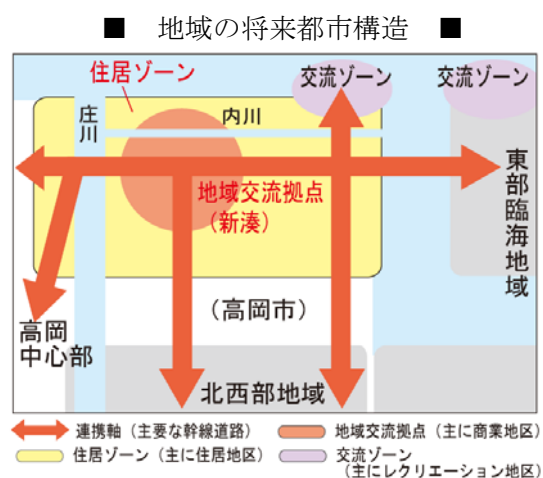 ■ 地域の将来都市構造 ■
住居ゾーン
交流ゾーン
交流ゾーン
庄川
内川
地域交流拠点
（新湊）
東部臨海地域
（高岡市）
高岡
中心部
北西部地域
連携軸（主要な幹線道路）
地域交流拠点（主に商業地区）
住居ゾーン（主に住居地区）
交流ゾーン
（主にレクリエーション地区）